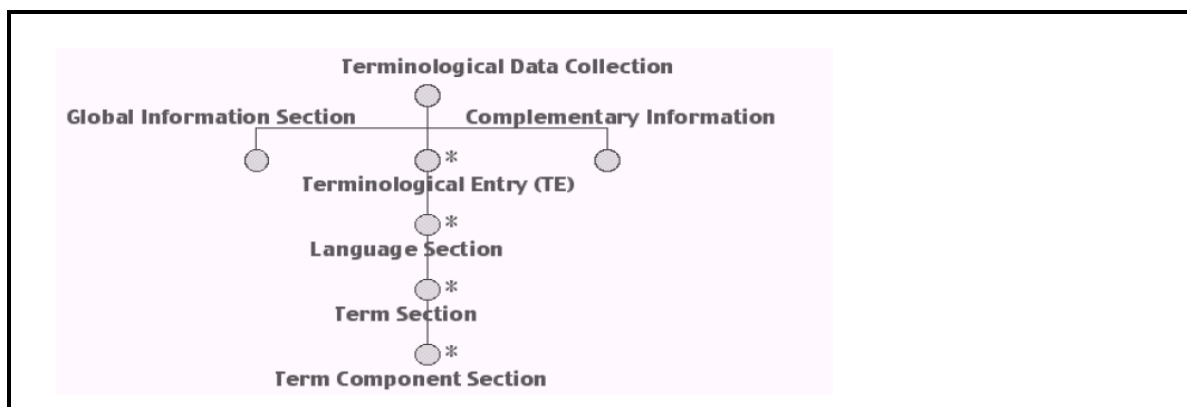 Terminological Data Collection
Global Information Section Complementary Information
*
Terminological Entry (TE)
*
Language Section
*
Term Section
*
Term Component Section